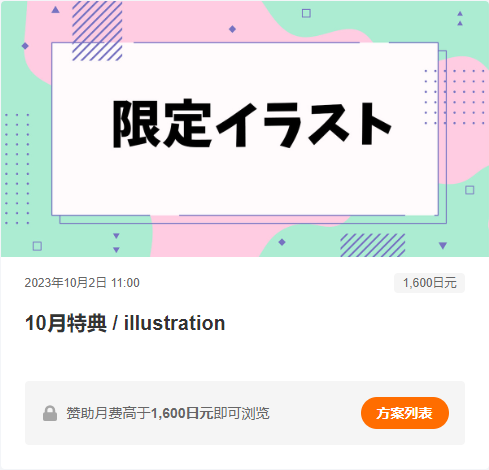 限定イラスト
2023年10月2日 11:00
1,600日元
10月特典 / illustration
赞助月费高于1,600日元即可浏览
方案列表